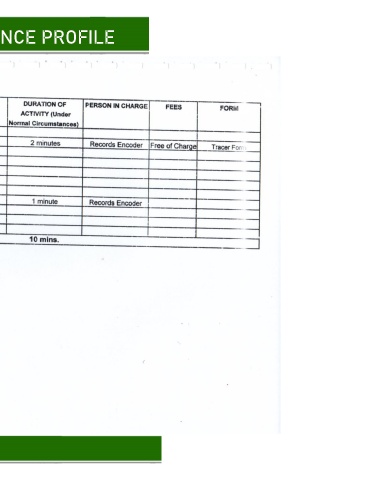 NCE PROFILE
DURATION OF
ACTIVITY (Under
Normal Circumstances)
PERSON IN CHARGE
FEES
FORM
2 minutes
Records Encoder
Free of Charge
Tracer Form
1 minute
Records Encoder
10 mins.